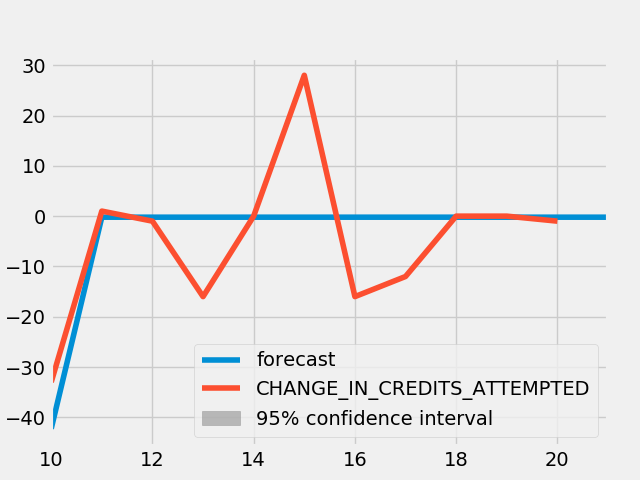 30
20
10
0
−10
−20
−30
−40
10 12 14 16 18 20
forecast
CHANGE_IN_CREDITS_ATTEMPTED
95% confidence interval